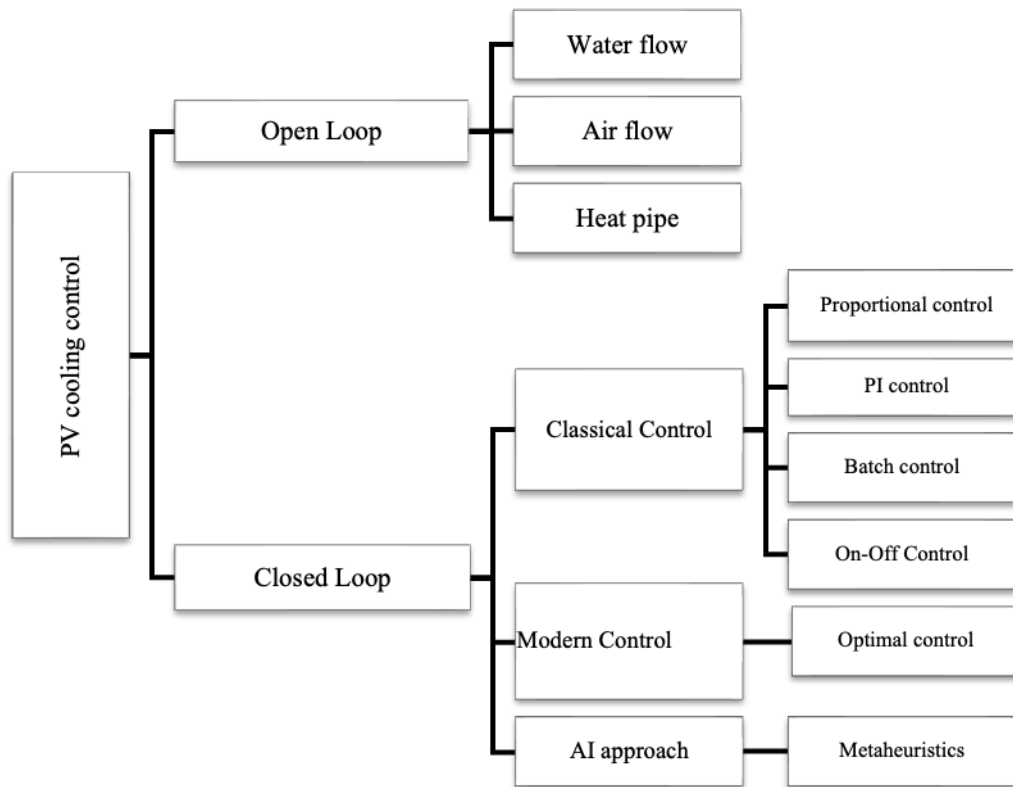 PV cooling control
Open Loop
Water flow
Air flow
Heat pipe
Closed Loop
Classical Control
Proportional control
PI control
Batch control
On-Off Control
Modern Control
Optimal control
AI approach
Metaheuristics